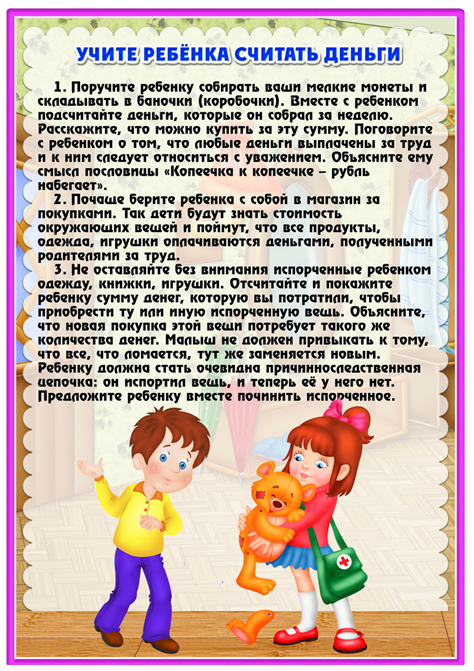 УЧИТЕ РЕБЁНКА СЧИТАТЬ ДЕНЬГИ
1. Поручите ребенку собирать ваши мелкие монеты и
складывать в баночки (коробочки). Вместе с ребенком
подсчитайте деньги, которые он собрал за неделю.
Расскажите, что можно купить за эту сумму. Поговорите
с ребенком о том, что любые деньги выплачены за труд
и к ним следует относиться с уважением. Объясните ему
смысл пословицы «Копеечка к копеечке – рубль
набегает».
2. Почаще берите ребенка с собой в магазин за
покупками. Так дети будут знать стоимость
окружающих вещей и поймут, что все продукты,
одежда, игрушки оплачиваются деньгами, полученными
родителями за труд.
3. Не оставляйте без внимания испорченные ребенком
одежду, книжки, игрушки. Отсчитайте и покажите
ребенку сумму денег, которую вы потратили, чтобы
приобрести ту или иную испорченную вещь. Объясните,
что новая покупка этой вещи потребует такого же
количества денег. Малыш не должен привыкать к тому,
что все, что ломается, тут же заменяется новым.
Ребенку должна стать очевидна причинноследственная
цепочка: он испортил вещь, и теперь её у него нет.
Предложите ребенку вместе починить испорченное.